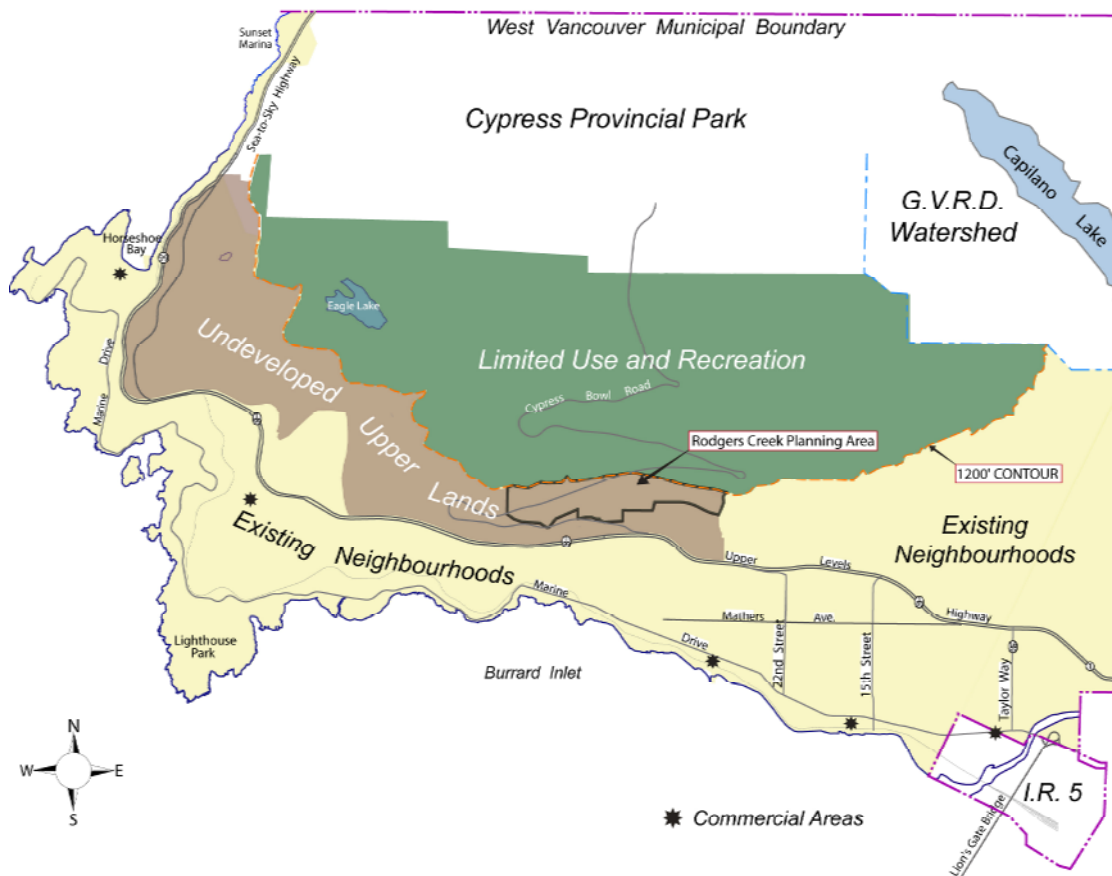 West Vancouver Municipal Boundary
Sunset
Marina
Sea-to-Sky Highway
Cypress Provincial Park
Capilano Lake
G.V.R.D.
Watershed
Horseshoe
Bay
Eagle Lake
Undeveloped Upper Lands
Limited Use and Recreation
Marine Drive
Cypress Bowl Road
Rodgers Creek Planning Area
1200' CONTOUR
Existing Neighbourhoods
Existing
Neighbourhoods
Upper Levels Highway
Marine Drive
Mathers Ave.
22nd Street
15th Street
Taylor Way
1
Lighthouse
Park
Burrard Inlet
N
W E
S
I.R. 5
Lion's Gate Bridge
Commercial Areas